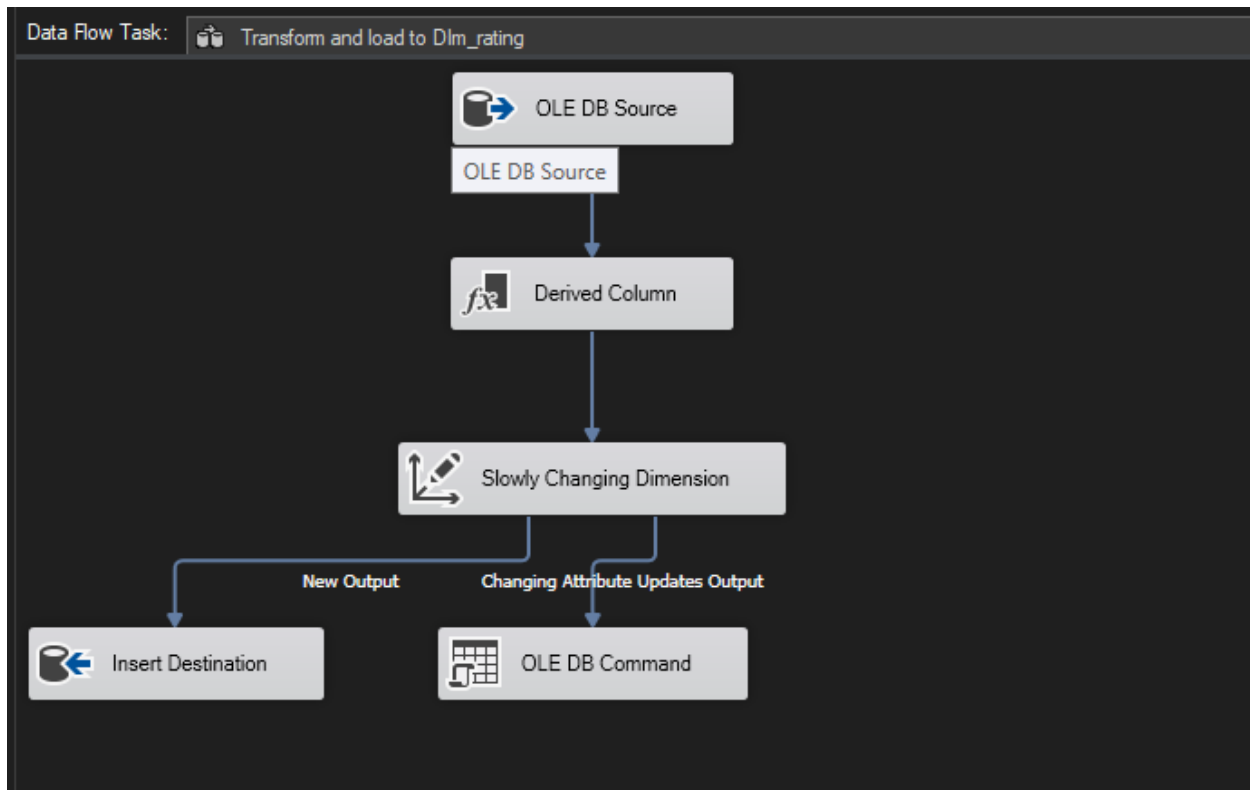 Data Flow Task: Transform and load to DIm_rating
OLE DB Source
OLE DB Source
Derived Column
Slowly Changing Dimension
New Output Changing Attribute Updates Output
Insert Destination OLE DB Command